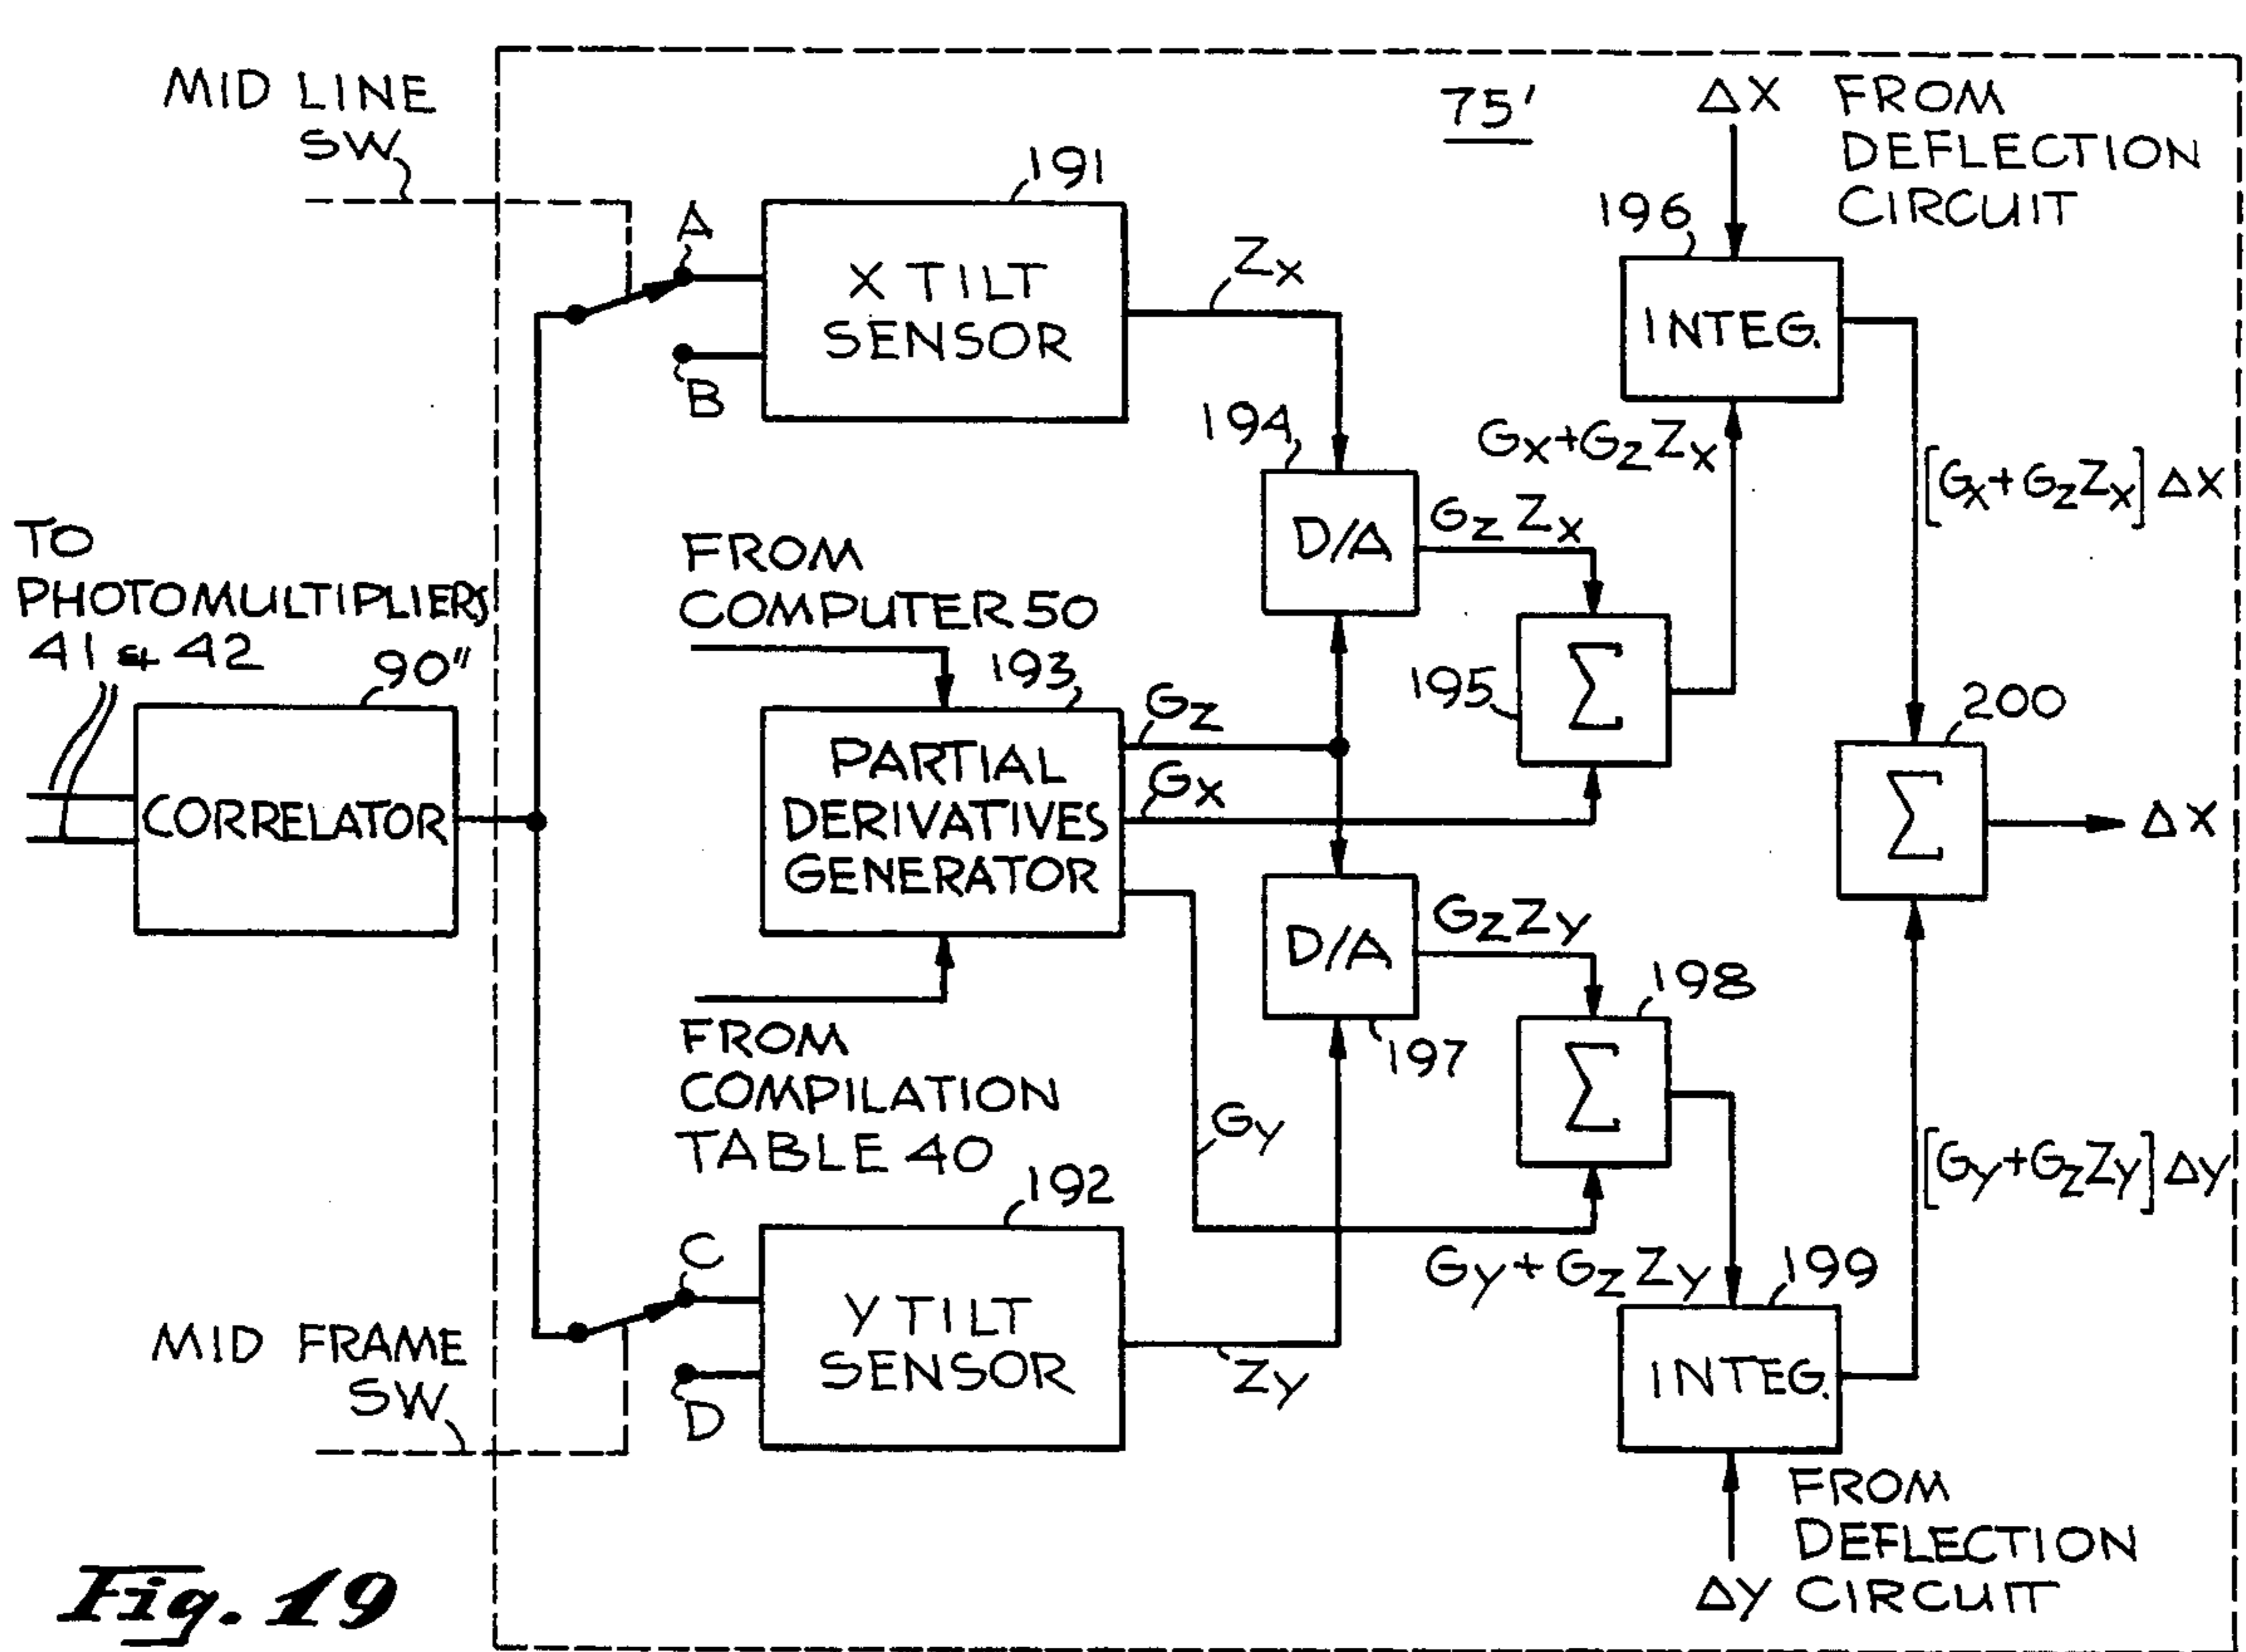 MID LINE
SW
75'
ΔX FROM
DEFLECTION
CIRCUIT
191
A
X TILT
SENSOR
B
Zx
196
INTEG.
194
D/A
Gx+GzZx
[Gx+GzZx]ΔX
GzZx
TO
PHOTOMULTIPLIERS
41 & 42
90"
CORRELATOR
FROM
COMPUTER 50
193
PARTIAL
DERIVATIVES
GENERATOR
Gz
Gx
195
Σ
200
Σ
ΔX
D/A
GzZy
197
198
Σ
FROM
COMPILATION
TABLE 40
Gy
[Gy+GzZy]Δy
192
C
Y TILT
SENSOR
D
Zy
Gy+GzZy
199
INTEG.
MID FRAME
SW
FROM
DEFLECTION
ΔY CIRCUIT
Fig. 19